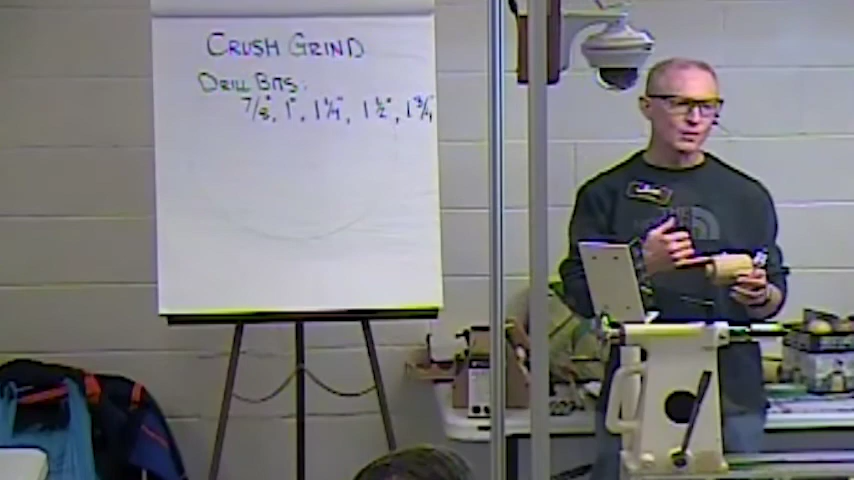 CRUSH GRIND
DRILL BITS:
7/8", 1", 1 1/4", 1 1/2", 1 3/4"